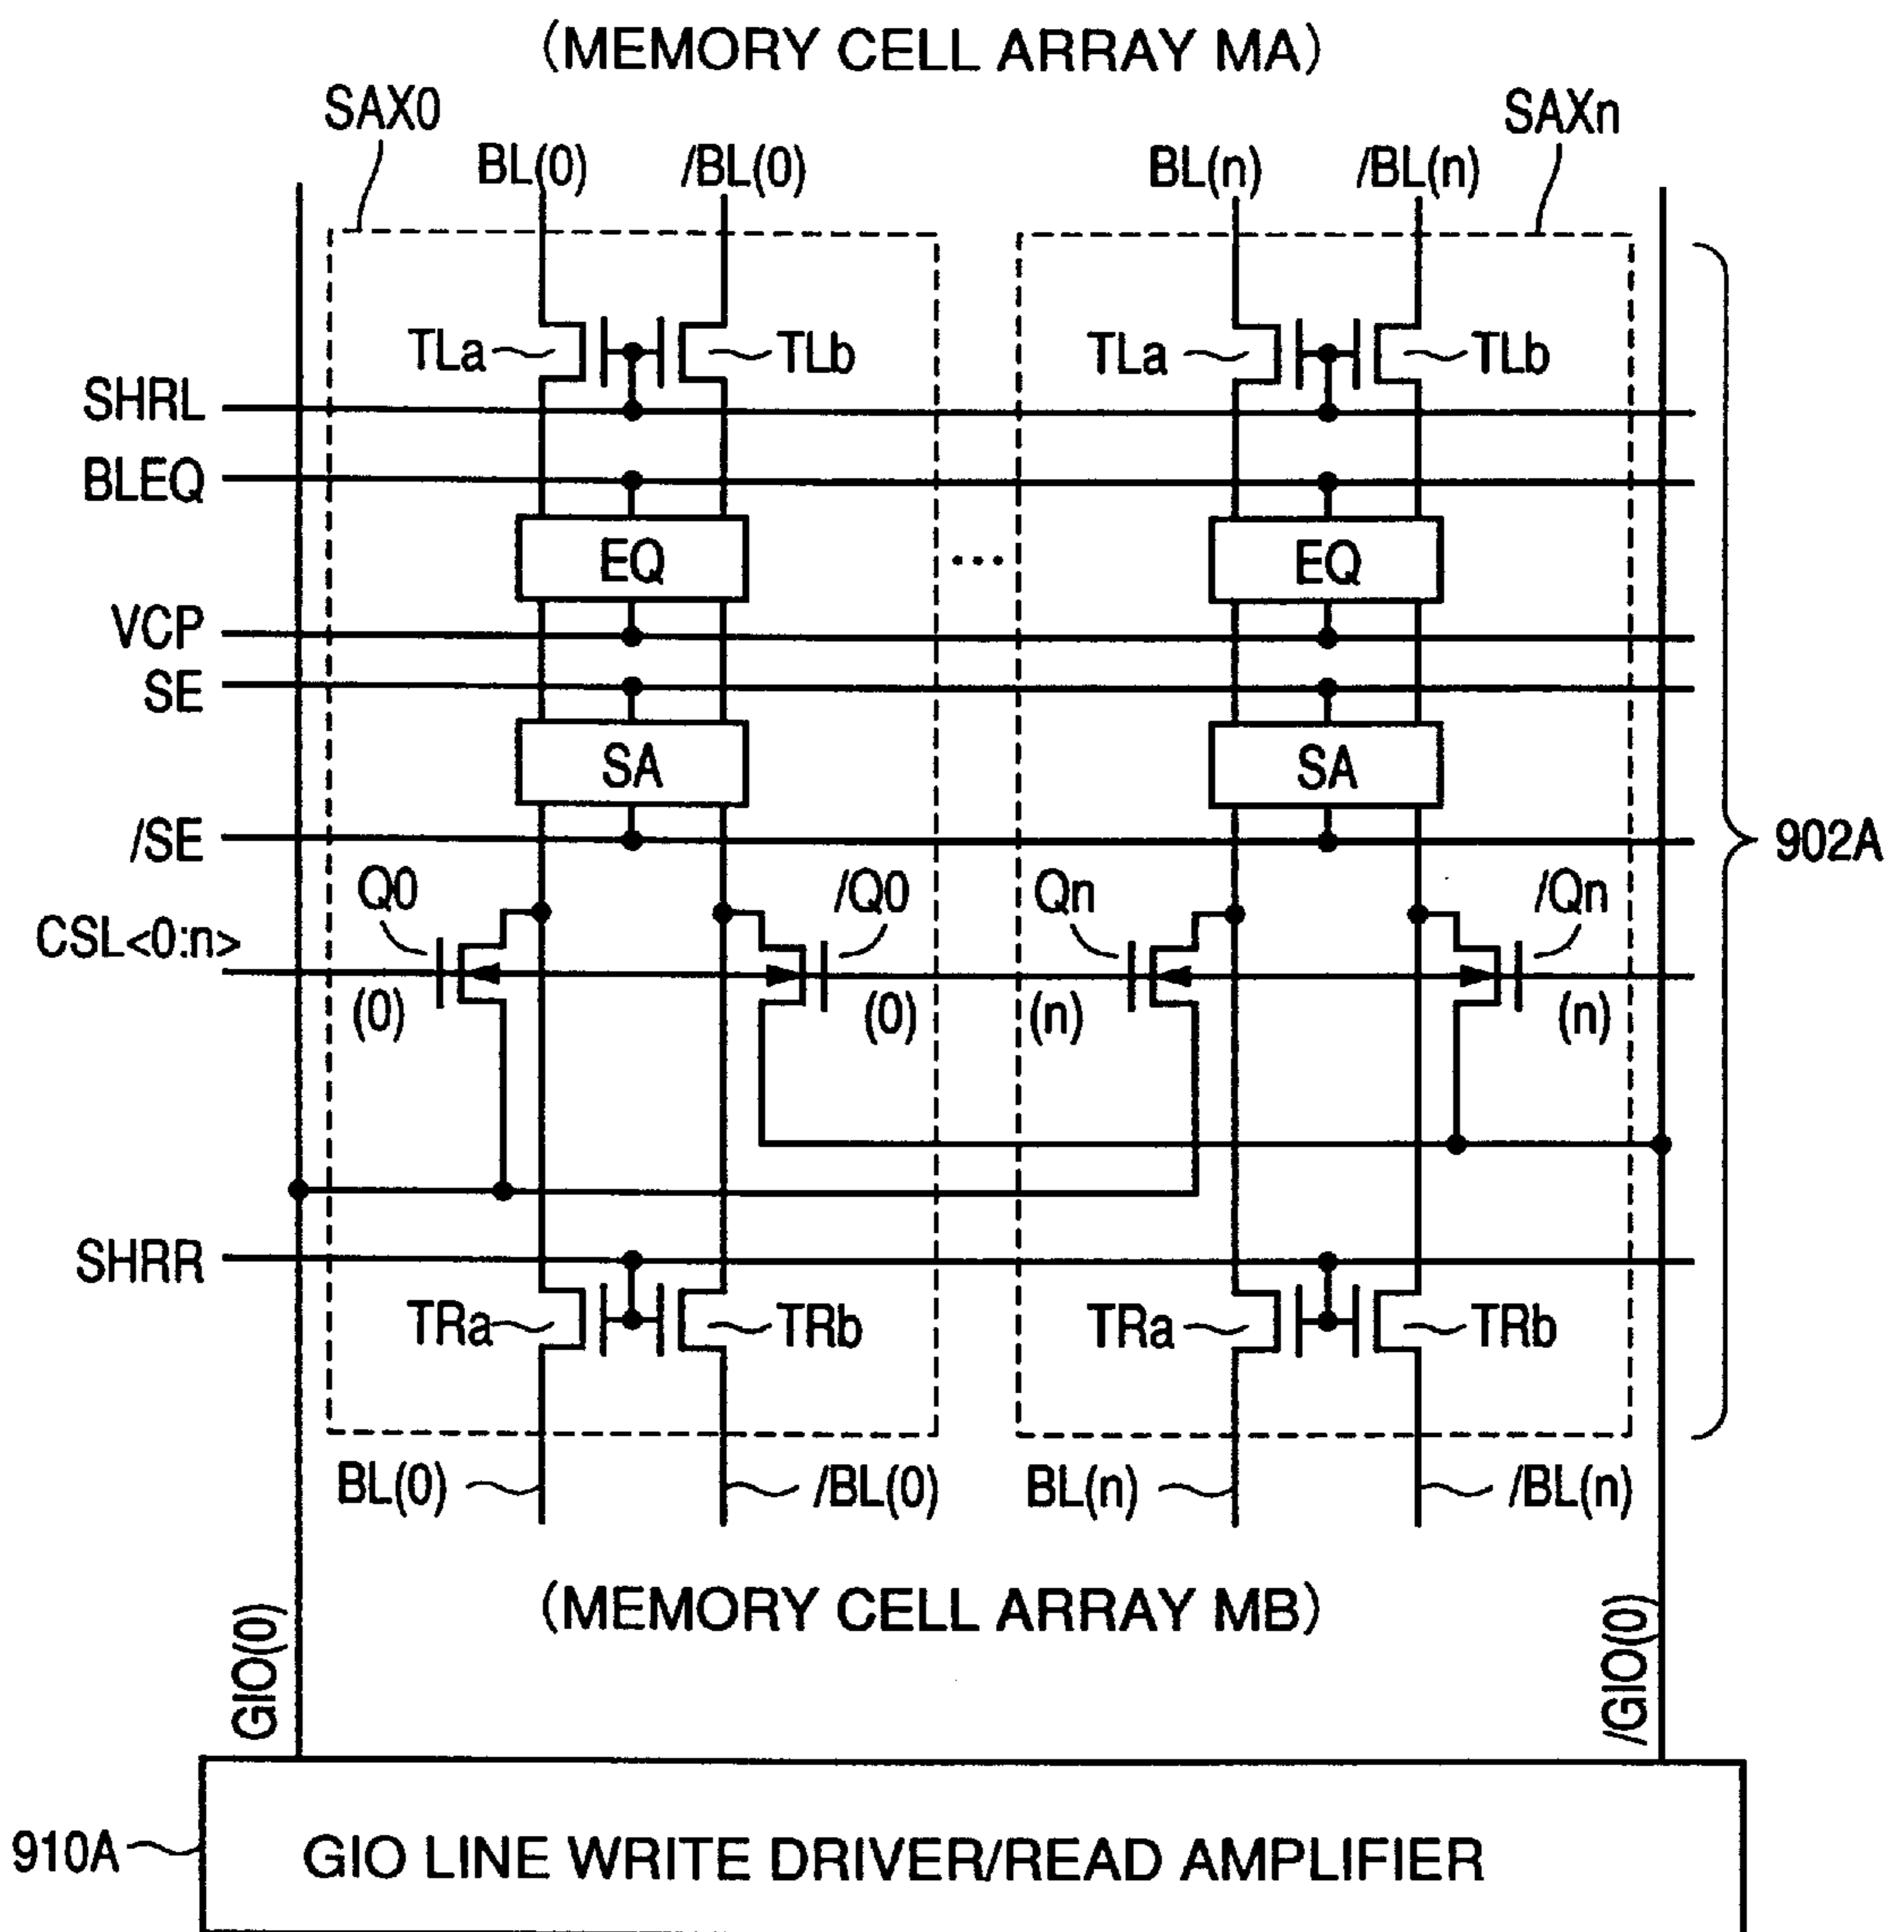 (MEMORY CELL ARRAY MA)
SAX0 SAXn
BL(0) /BL(0) BL(n) /BL(n)
TLa TLb TLa TLb
SHRL
BLEQ
EQ ... EQ
VCP
SE
SA SA
/SE 902A
Q0 /Q0 Qn /Qn
CSL<0:n>
(0) (0) (n) (n)
SHRR
TRa TRb TRa TRb
BL(0) /BL(0) BL(n) /BL(n)
(MEMORY CELL ARRAY MB)
GIO(0) /GIO(0)
910A GIO LINE WRITE DRIVER/READ AMPLIFIER